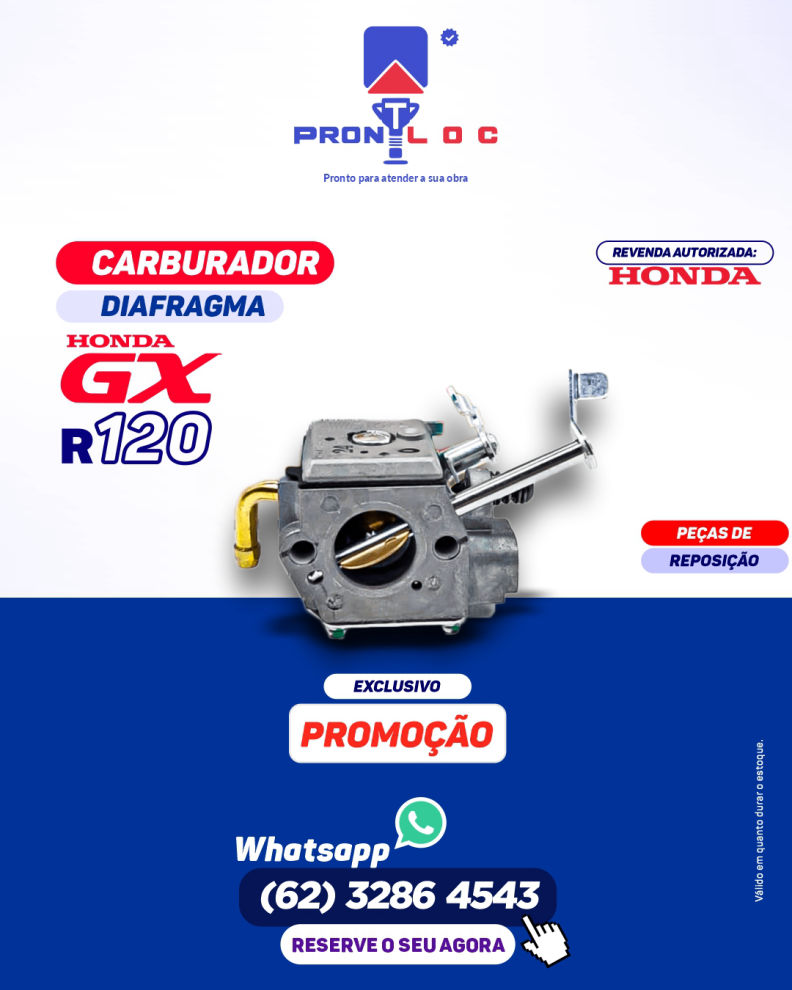 PRONTLOC
Pronto para atender a sua obra
CARBURADOR
DIAFRAGMA
HONDA
GX
R120
REVENDA AUTORIZADA:
HONDA
24
PEÇAS DE
REPOSIÇÃO
EXCLUSIVO
PROMOÇÃO
Whatsapp
(62) 3286 4543
RESERVE O SEU AGORA
Válido em quanto durar o estoque.